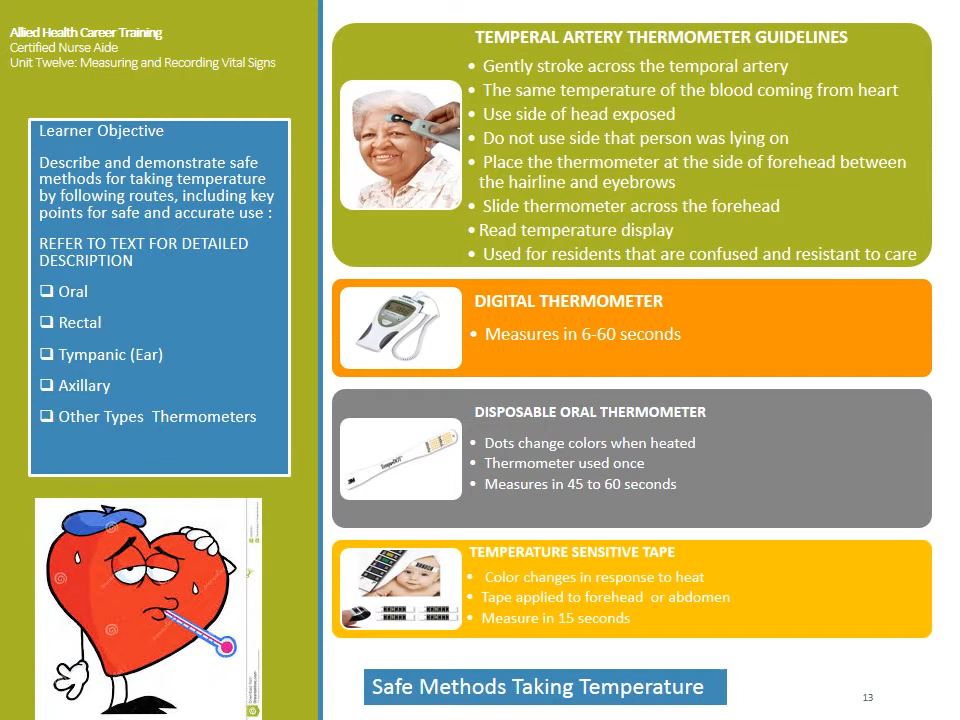 Allied Health Career Training
Certified Nurse Aide
Unit Twelve: Measuring and Recording Vital Signs
Learner Objective
Describe and demonstrate safe
methods for taking temperature
by following routes, including key
points for safe and accurate use :
REFER TO TEXT FOR DETAILED
DESCRIPTION
❑ Oral
❑ Rectal
❑ Tympanic (Ear)
❑ Axillary
❑ Other Types Thermometers
TEMPERAL ARTERY THERMOMETER GUIDELINES
• Gently stroke across the temporal artery
• The same temperature of the blood coming from heart
• Use side of head exposed
• Do not use side that person was lying on
• Place the thermometer at the side of forehead between
the hairline and eyebrows
• Slide thermometer across the forehead
• Read temperature display
• Used for residents that are confused and resistant to care
DIGITAL THERMOMETER
• Measures in 6-60 seconds
DISPOSABLE ORAL THERMOMETER
• Dots change colors when heated
• Thermometer used once
• Measures in 45 to 60 seconds
TEMPERATURE SENSITIVE TAPE
• Color changes in response to heat
• Tape applied to forehead or abdomen
• Measure in 15 seconds
Safe Methods Taking Temperature
13